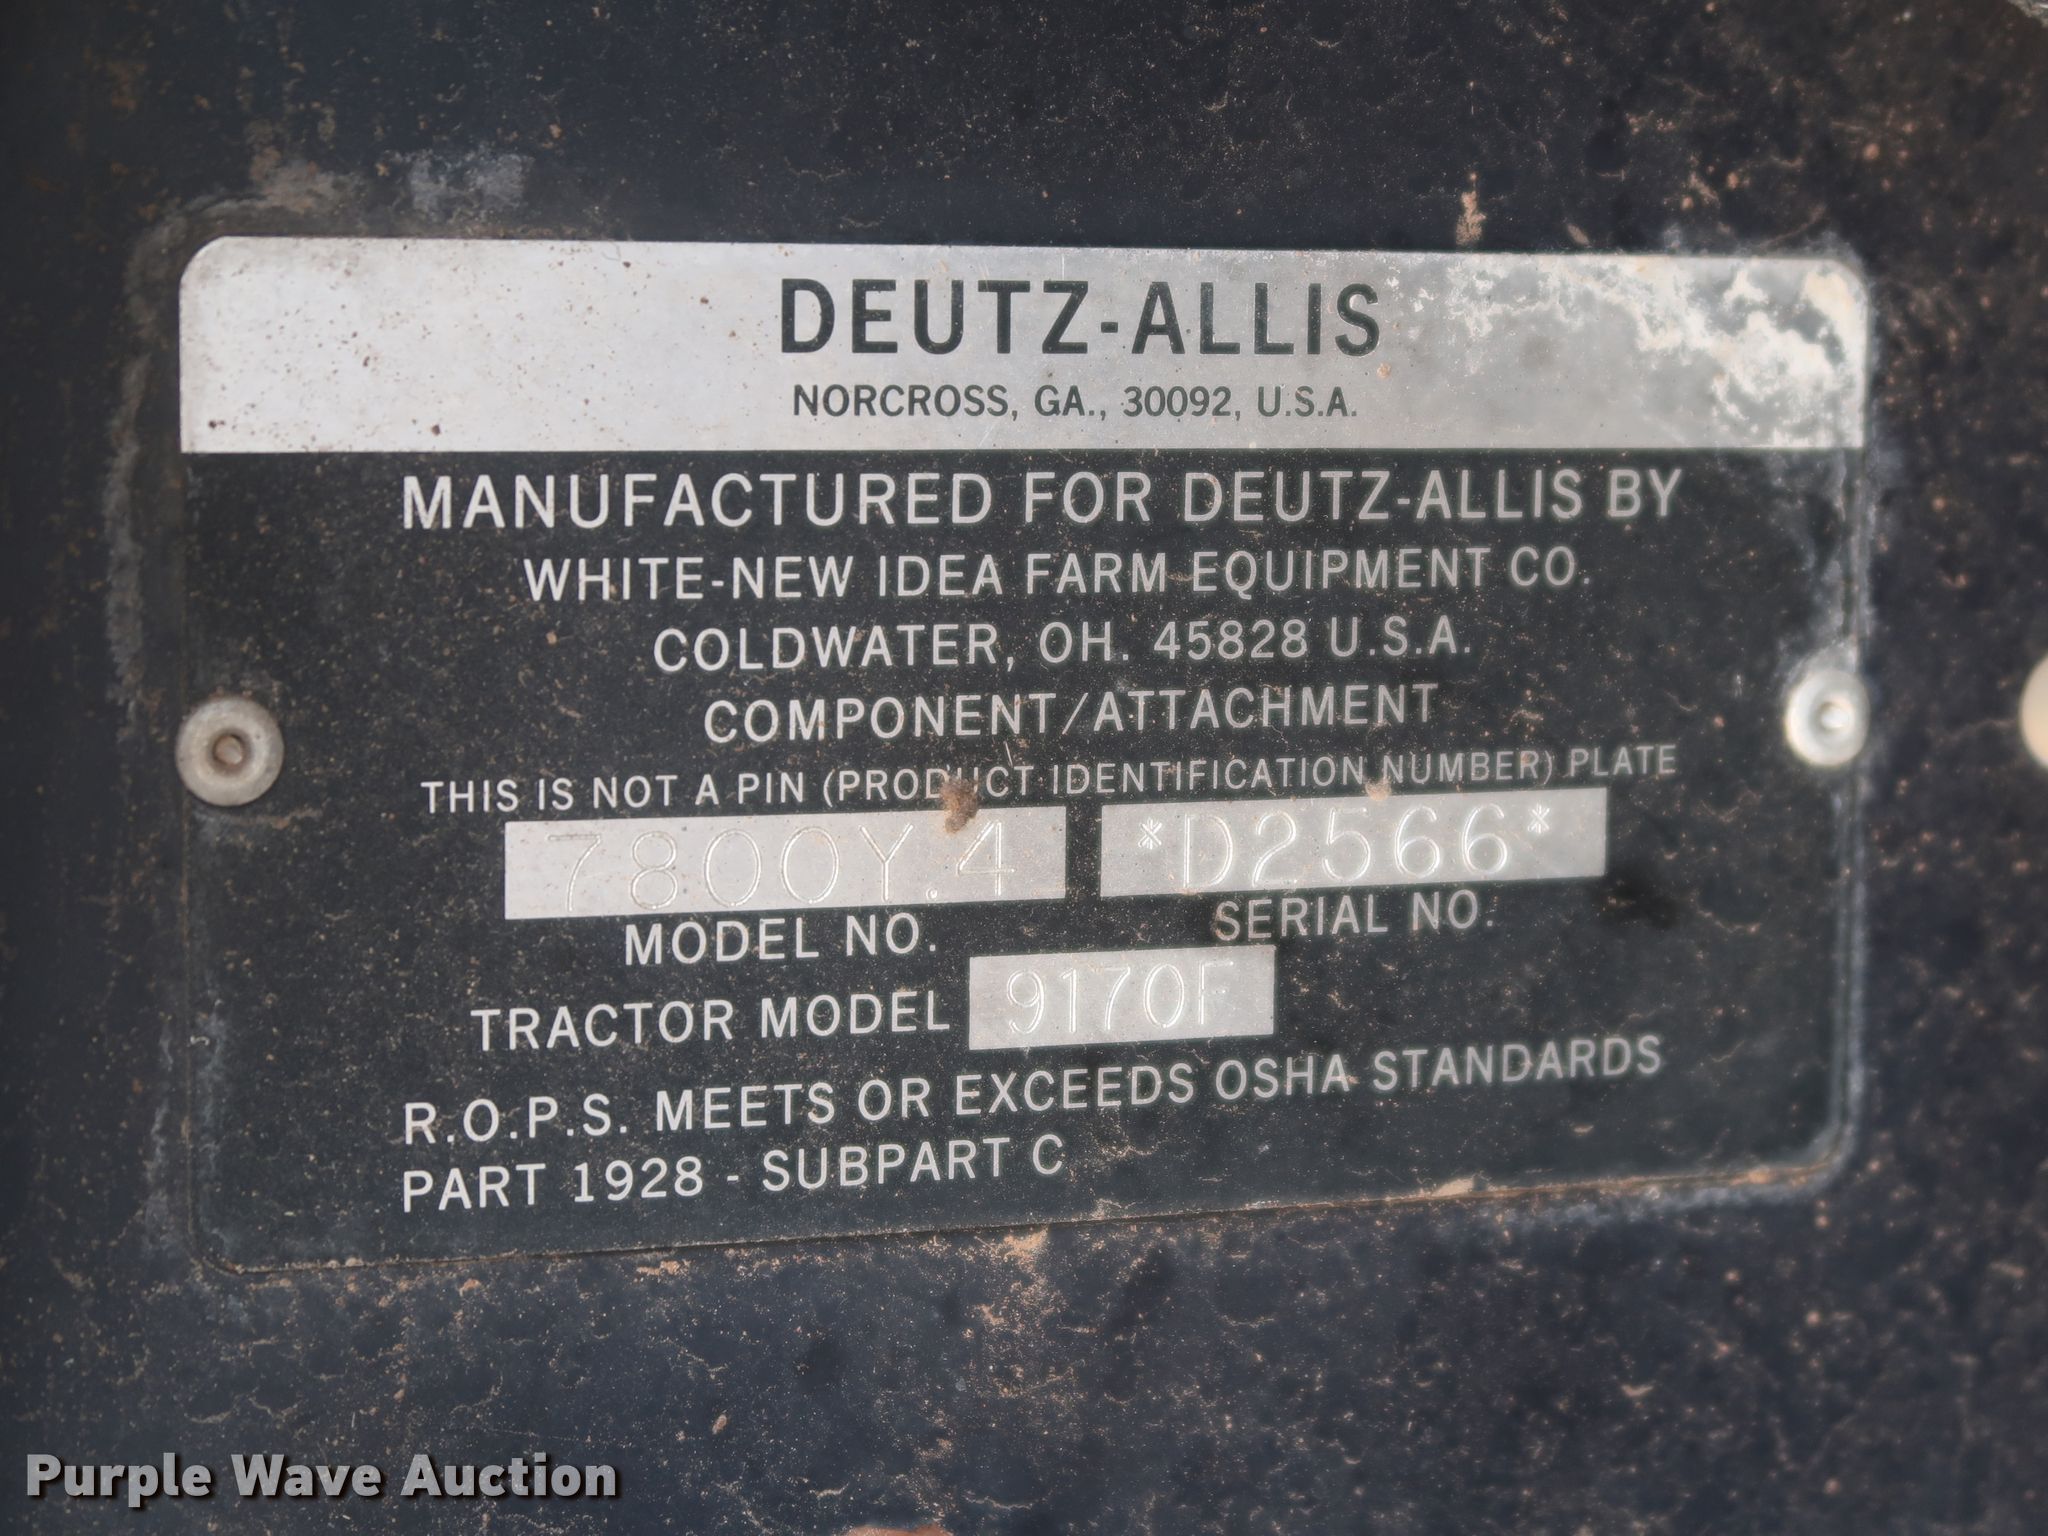 DEUTZ-ALLIS
NORCROSS, GA., 30092, U.S.A.
MANUFACTURED FOR DEUTZ-ALLIS BY
WHITE-NEW IDEA FARM EQUIPMENT CO.
COLDWATER, OH. 45828 U.S.A.
COMPONENT/ATTACHMENT
THIS IS NOT A PIN (PRODUCT IDENTIFICATION NUMBER) PLATE
7800Y.4 *D2566*
MODEL NO. SERIAL NO.
TRACTOR MODEL 9170F
R.O.P.S. MEETS OR EXCEEDS OSHA STANDARDS
PART 1928 - SUBPART C
Purple Wave Auction